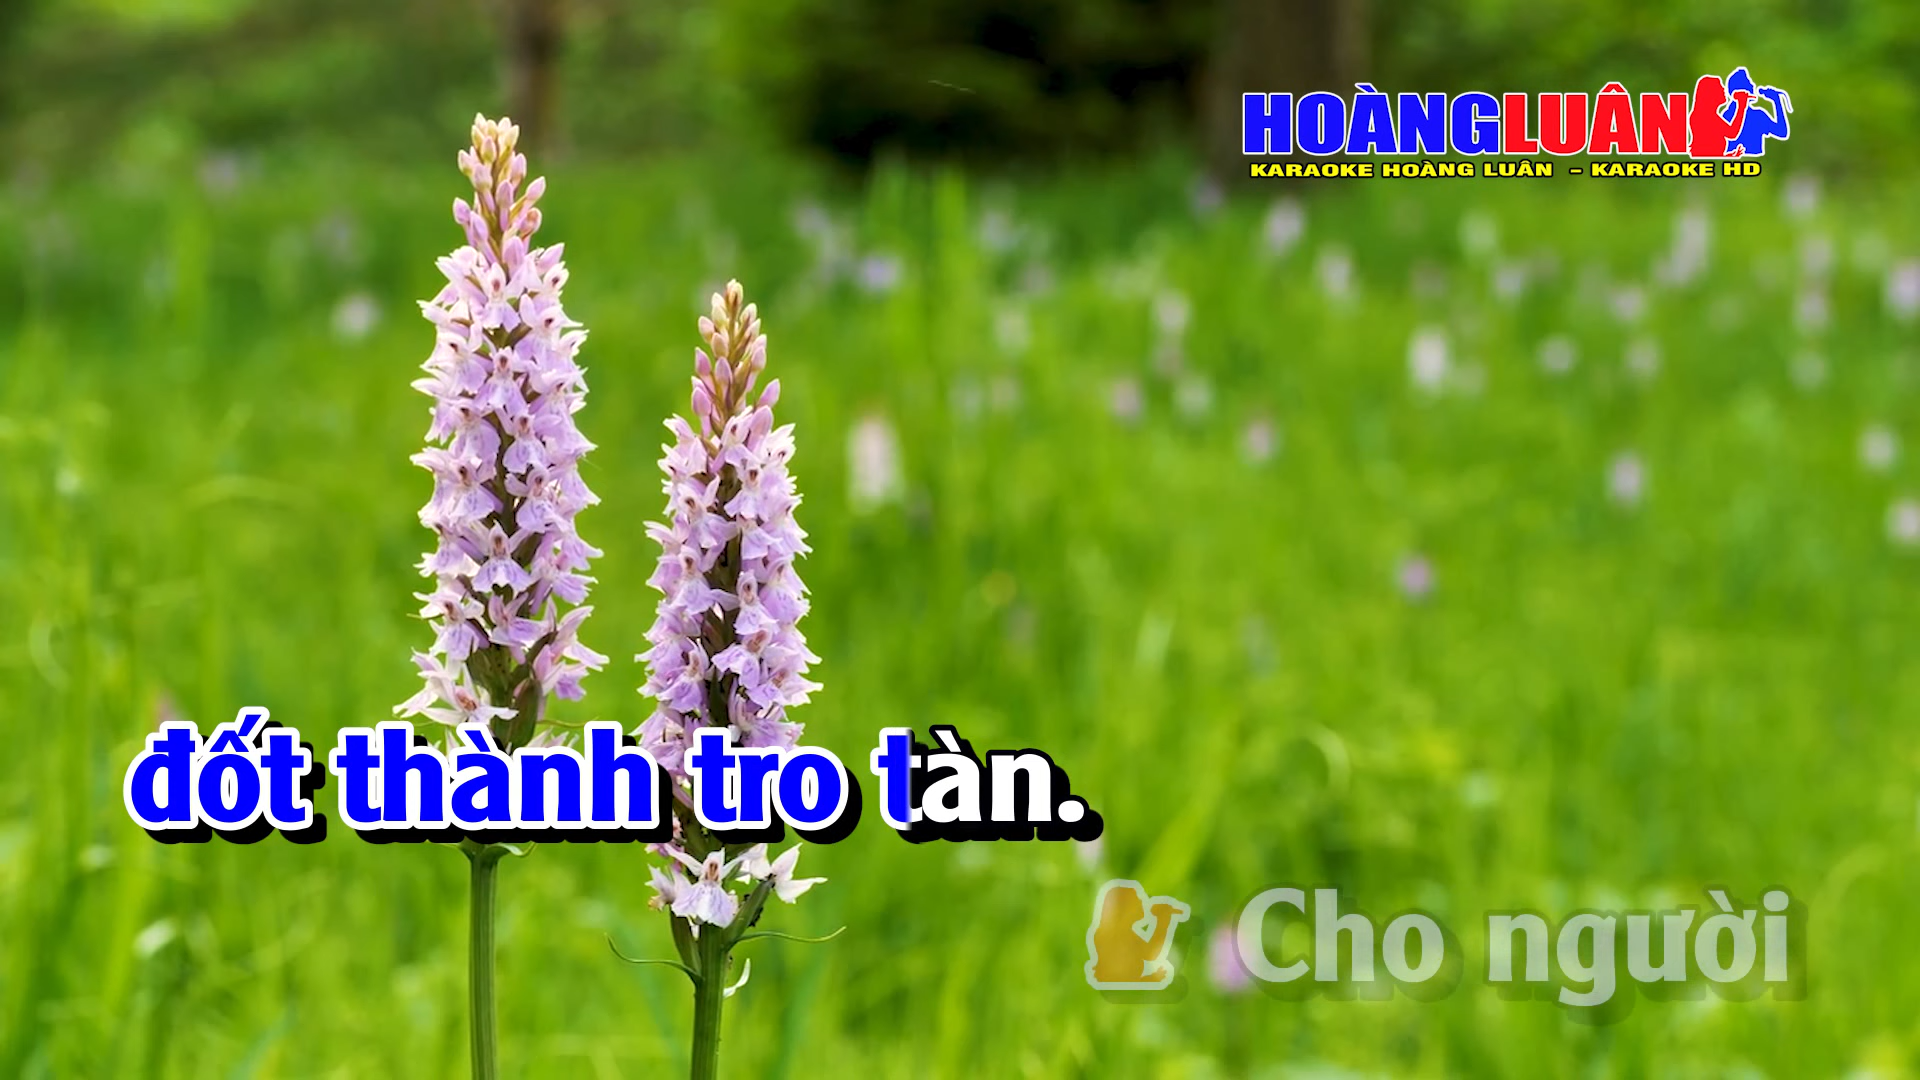 HOÀNGLUÂN
KARAOKE HOÀNG LUÂN - KARAOKE HD
đốt thành tro tàn.
Cho người